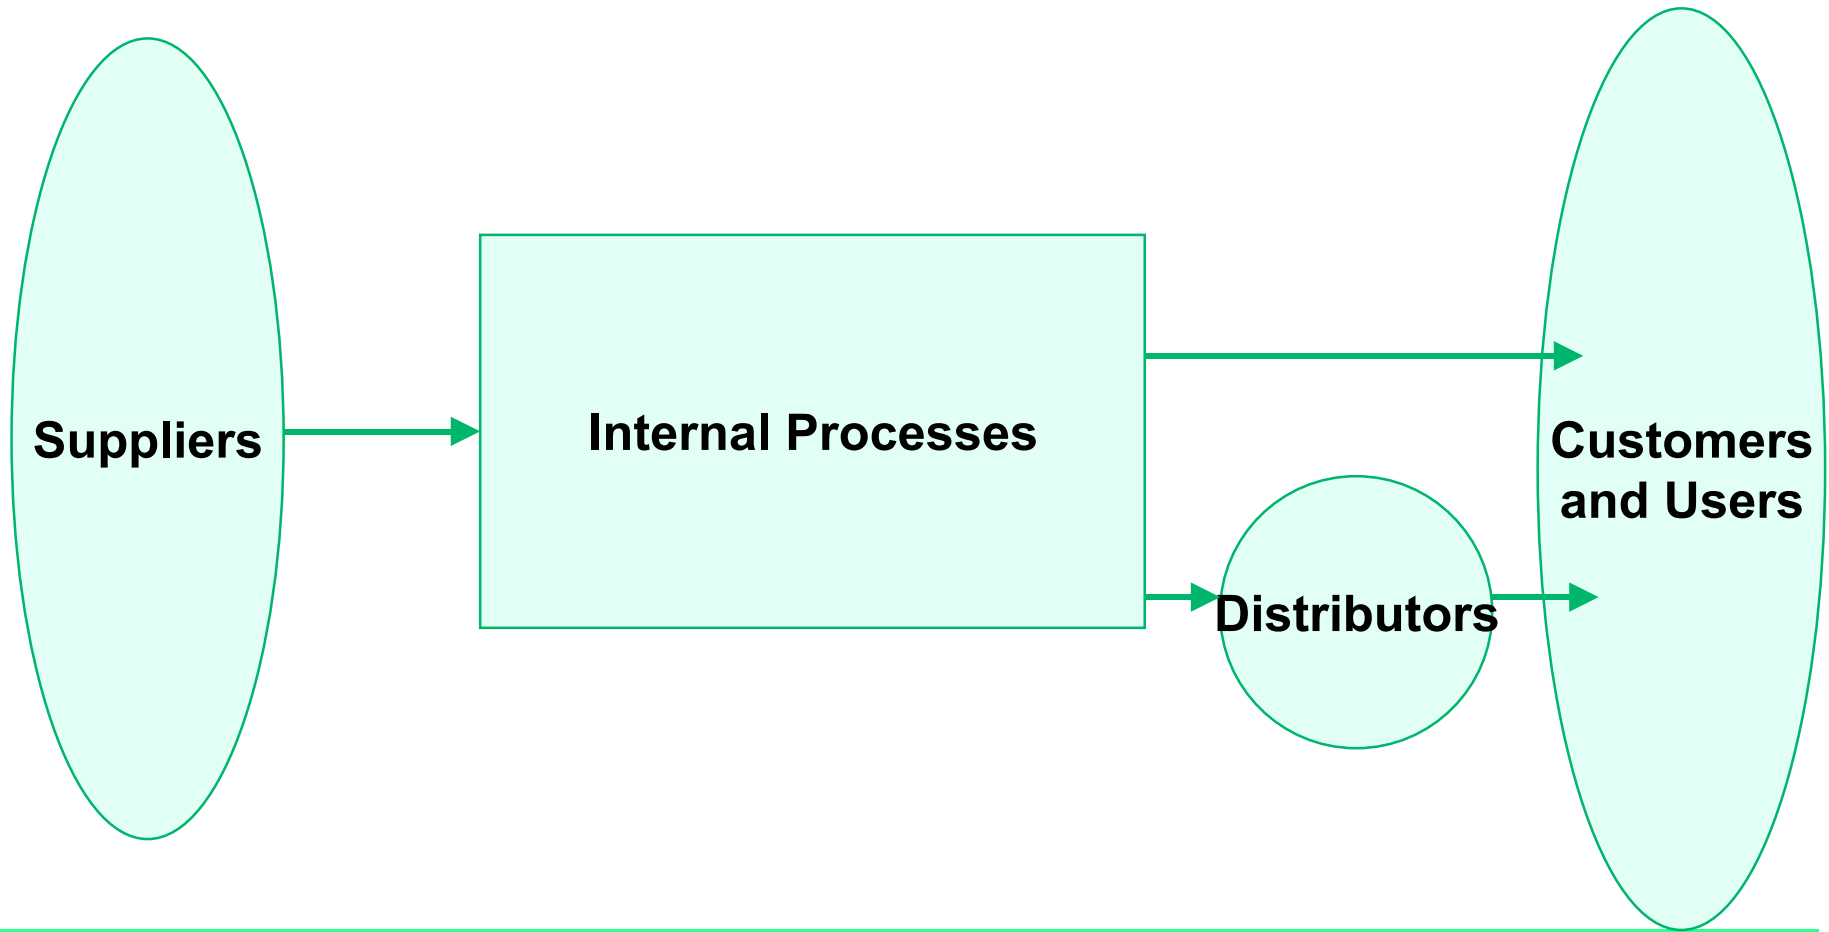 Suppliers
Internal Processes
Distributors
Customers
and Users